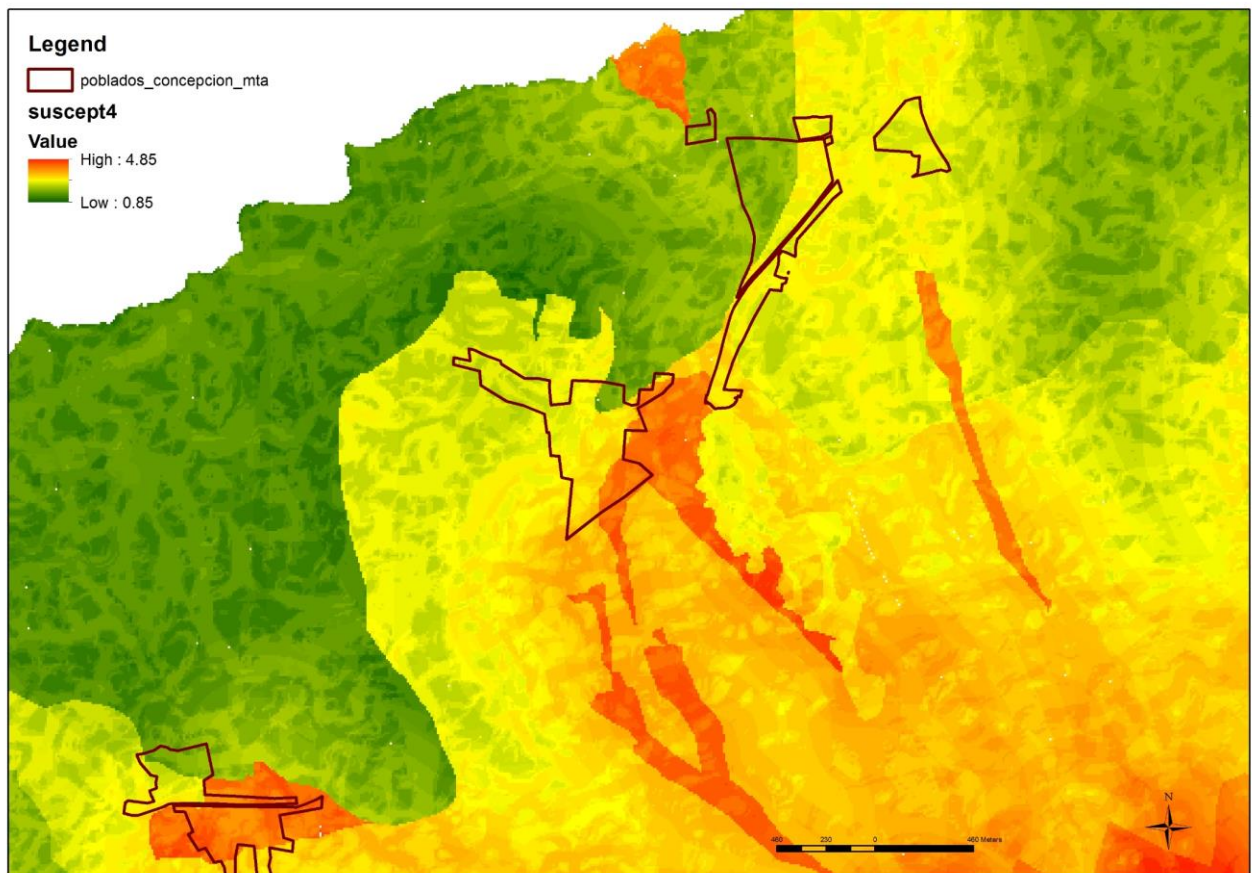 Legend
poblados_concepcion_mta
suscept4
Value
High : 4.85
Low : 0.85
N
460 230 0 460 Meters